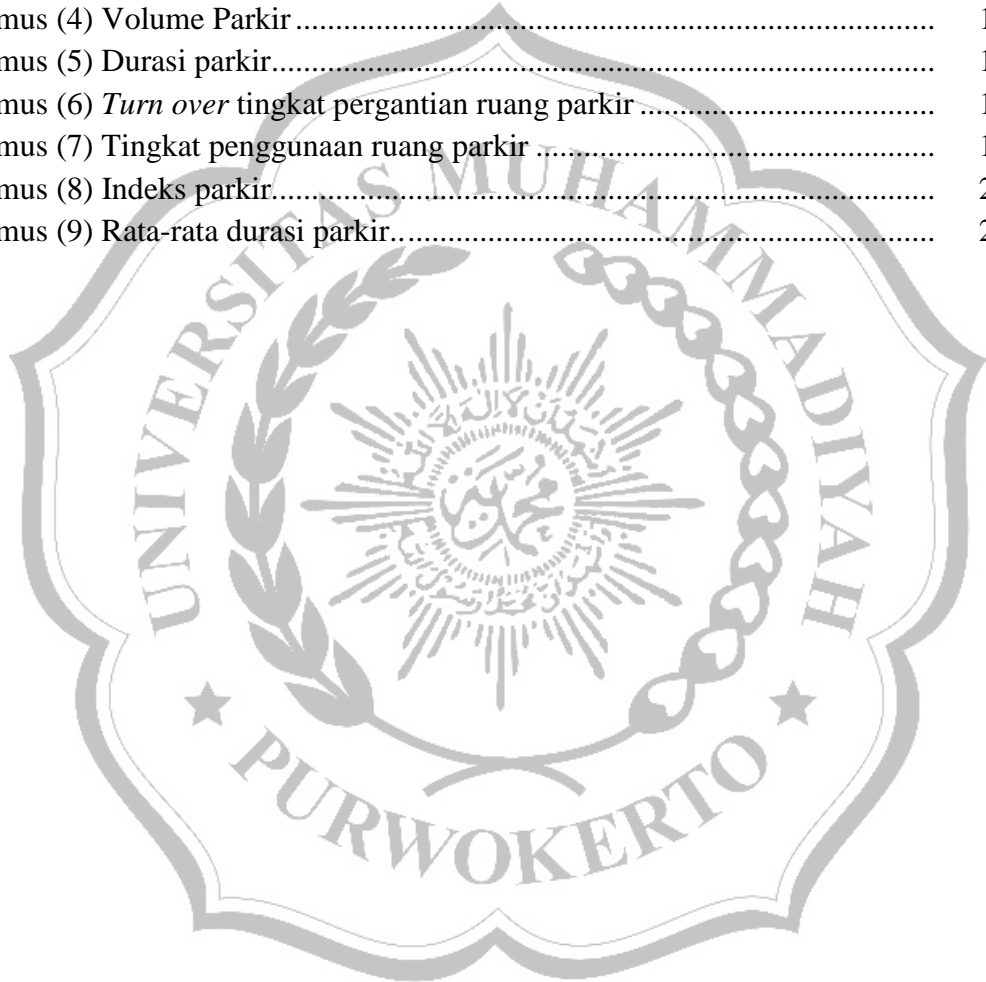 mus (4) Volume Parkir ................................................................................ 1
mus (5) Durasi parkir................................................................................... 1
mus (6) Turn over tingkat pergantian ruang parkir .................................. 1
mus (7) Tingkat penggunaan ruang parkir .................................................. 1
mus (8) Indeks parkir................................................................................... 2
mus (9) Rata-rata durasi parkir.................................................................... 2
UNIVERSITAS MUHAMMADIYAH
PURWOKERTO